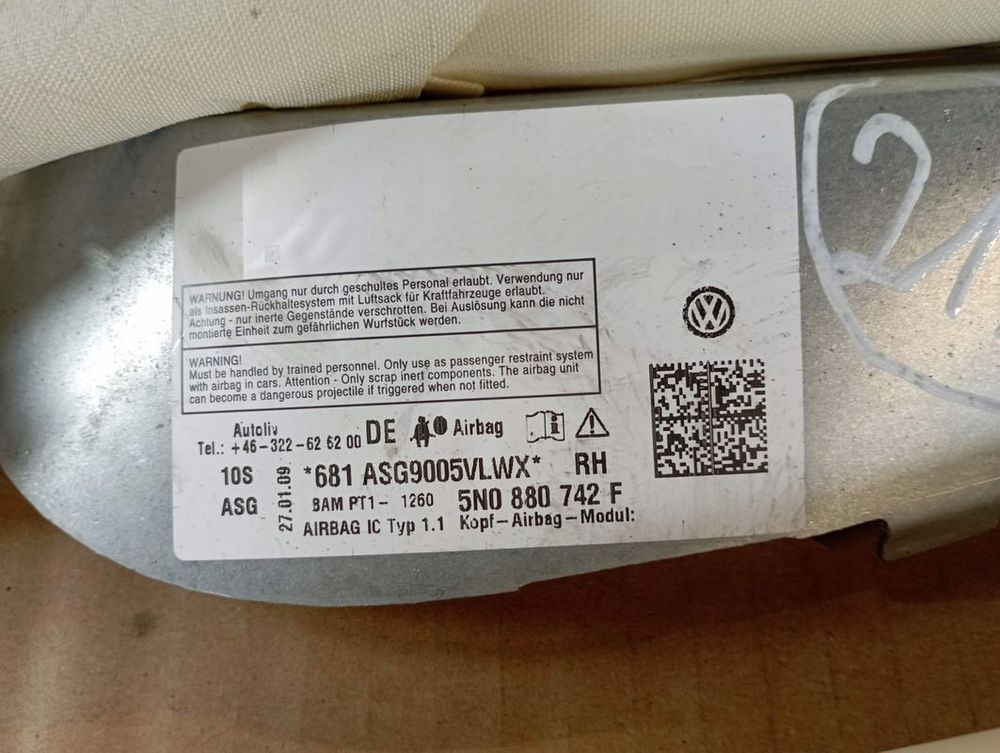 WARNUNG! Umgang nur durch geschultes Personal erlaubt. Verwendung nur
als Insassen-Rückhaltesystem mit Luftsack für Kraftfahrzeuge erlaubt.
Achtung - nur inerte Gegenstände verschrotten. Bei Auslösung kann die nicht
montierte Einheit zum gefährlichen Wurfstück werden.
WARNING!
Must be handled by trained personnel. Only use as passenger restraint system
with airbag in cars. Attention - Only scrap inert components. The airbag unit
can become a dangerous projectile if triggered when not fitted.
Autoliv
Tel.: +46-322-62 62 00 DE Airbag
10S *681 ASG9005VLWX* RH
ASG 27.01.09 BAM PT1- 1260 5N0 880 742 F
AIRBAG IC Typ 1.1 Kopf-Airbag-Modul:
21